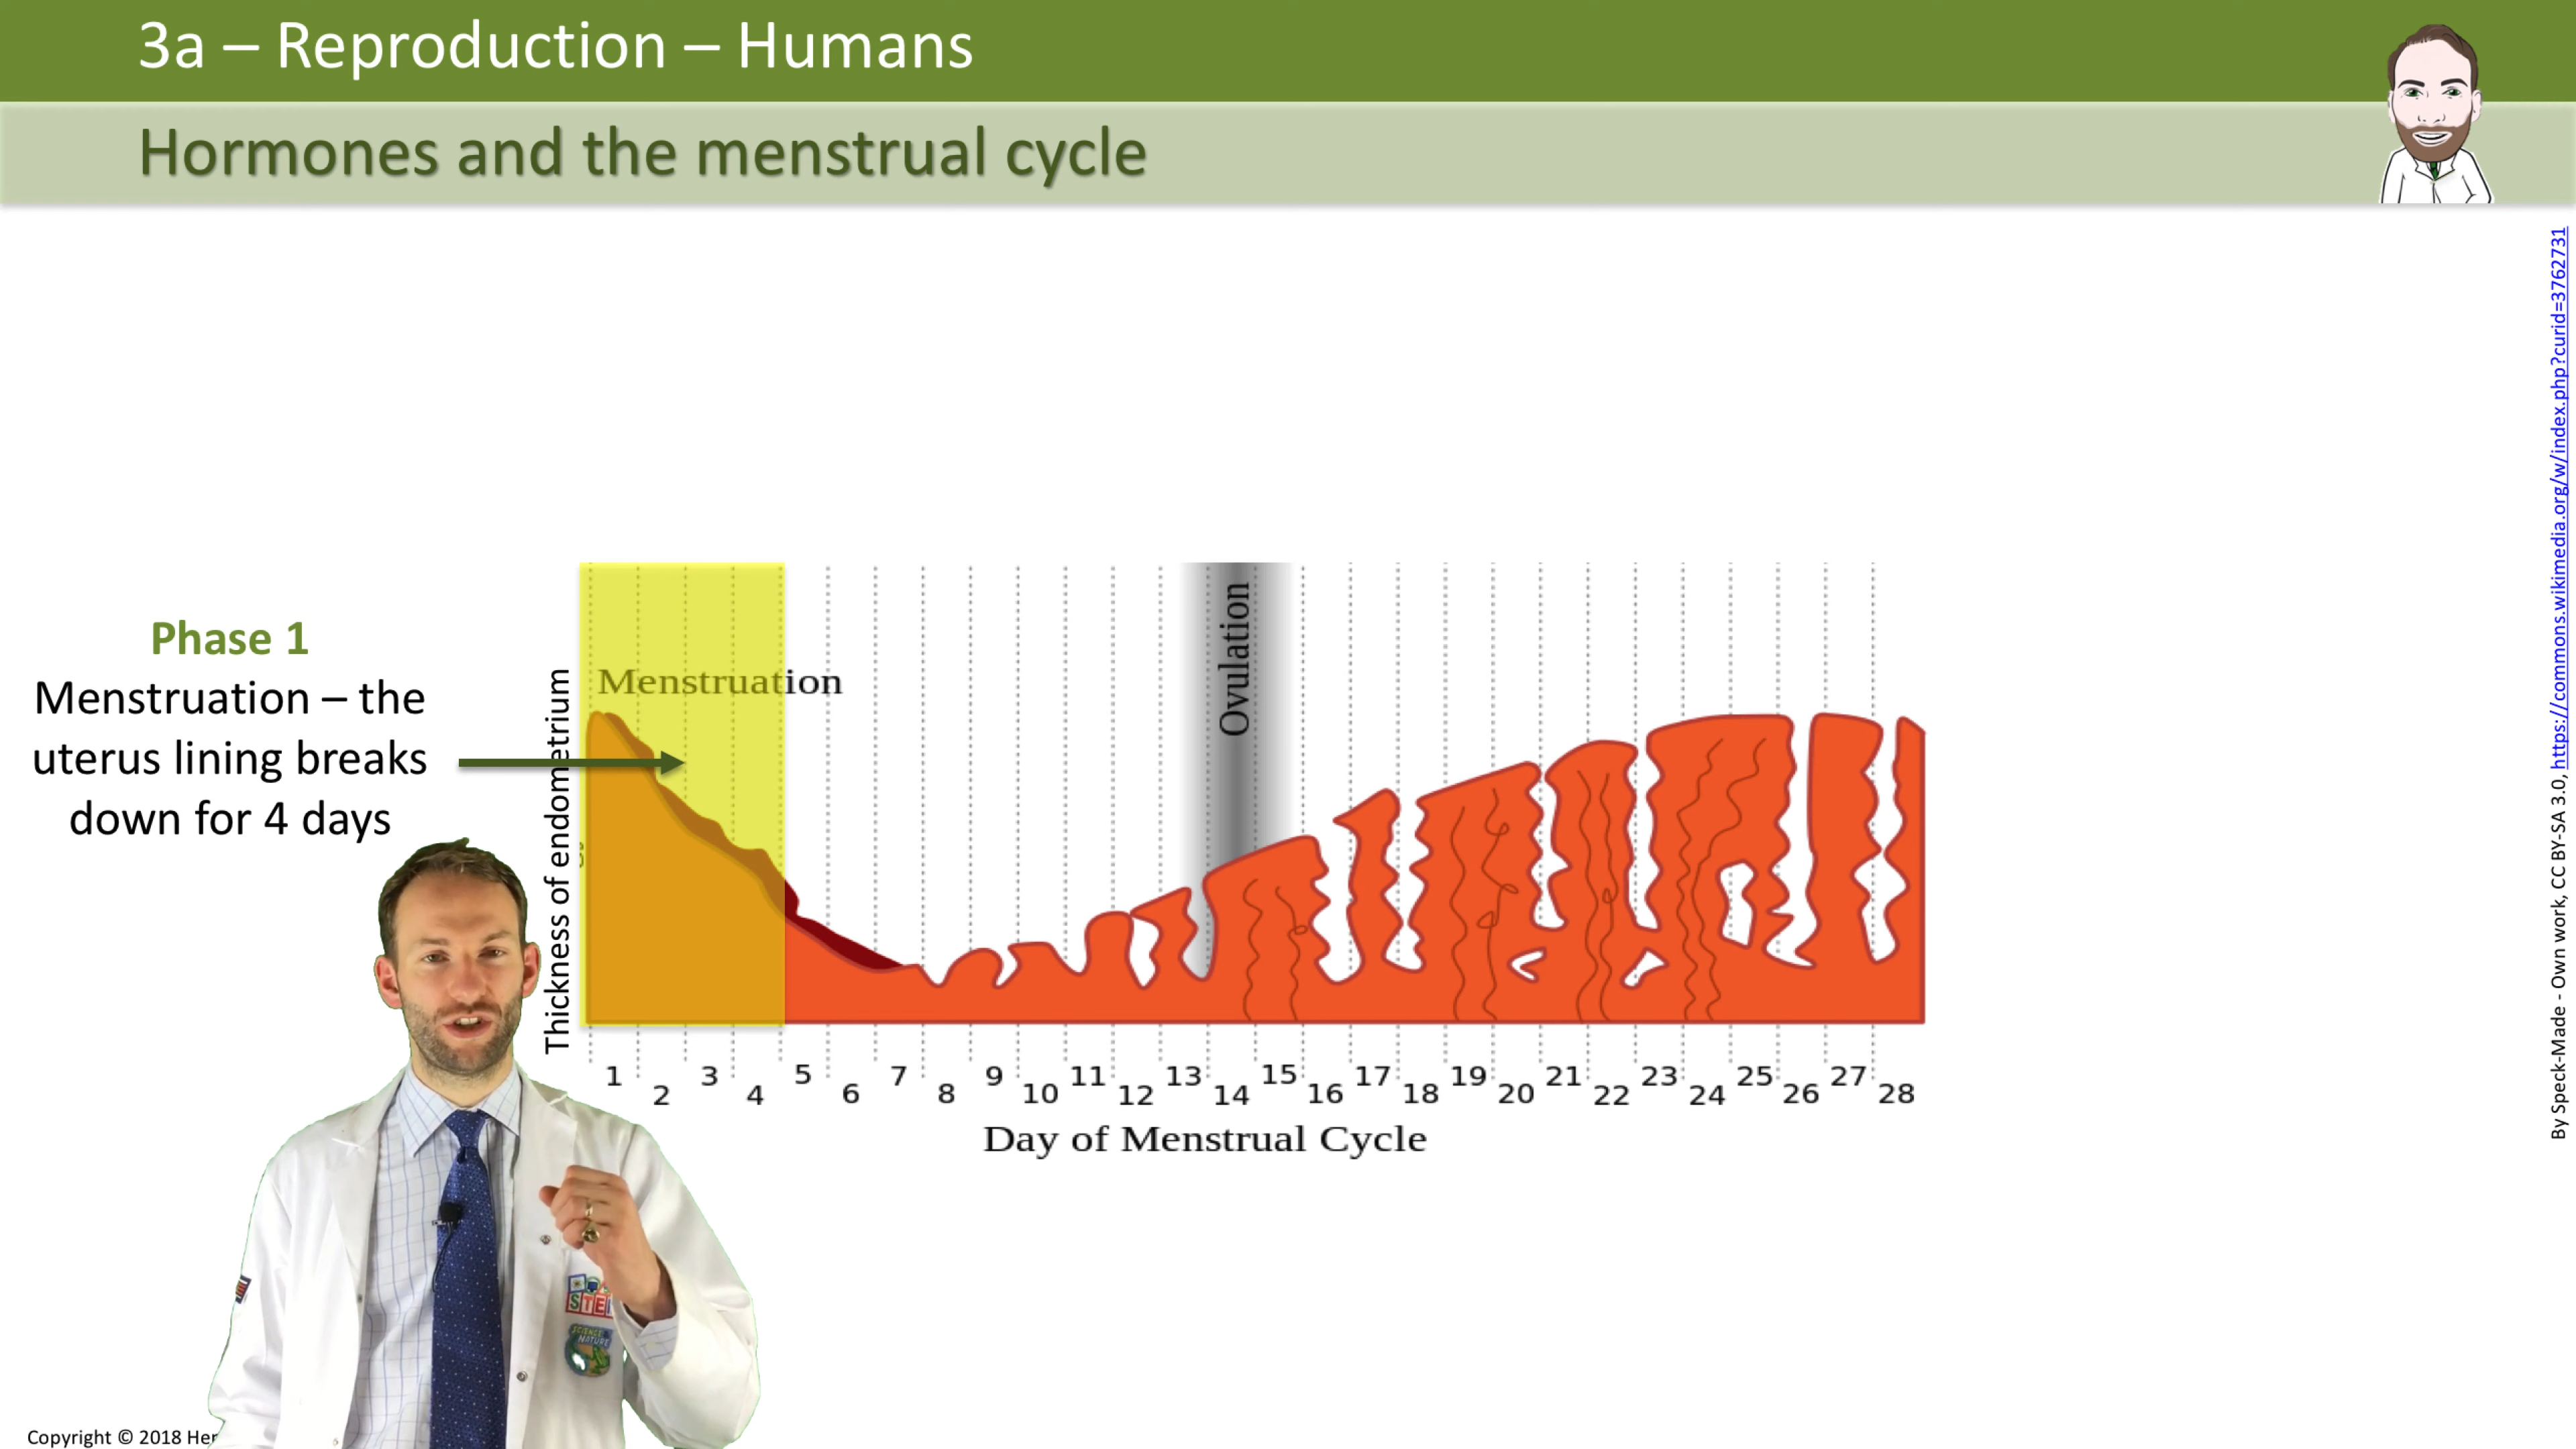 3a – Reproduction – Humans
Hormones and the menstrual cycle
Phase 1
Menstruation – the
uterus lining breaks
down for 4 days
Thickness of endometrium
Menstruation
Ovulation
1 2 3 4 5 6 7 8 9 10 11 12 13 14 15 16 17 18 19 20 21 22 23 24 25 26 27 28
Day of Menstrual Cycle
By Speck-Made - Own work, CC BY-SA 3.0, https://commons.wikimedia.org/w/index.php?curid=3762731
SCIENCE
NATURE
Copyright © 2018